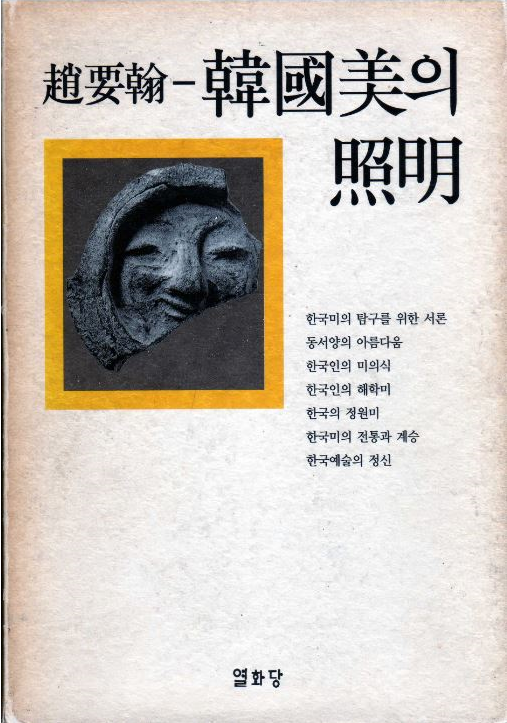 趙要翰–韓國美의
照明
한국미의 탐구를 위한 서론
동서양의 아름다움
한국인의 미의식
한국인의 해학미
한국의 정원미
한국미의 전통과 계승
한국예술의 정신
열화당